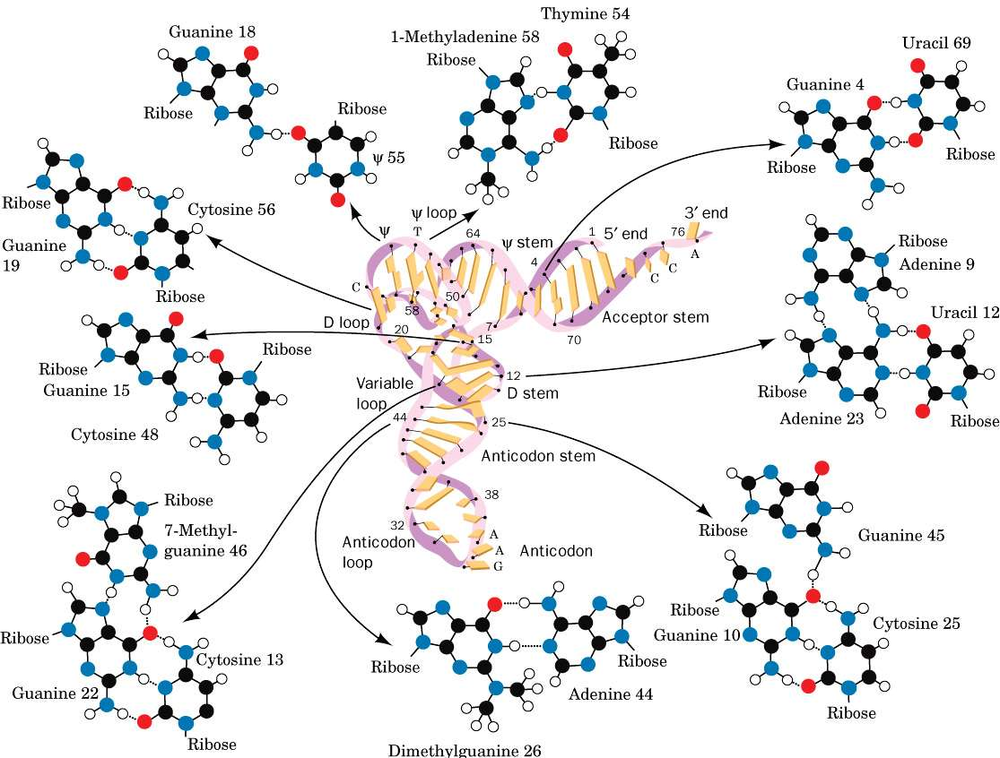 Guanine 18
Ribose
Ribose
ψ 55
Thymine 54
1-Methyladenine 58
Ribose
Ribose
Uracil 69
Guanine 4
Ribose
Ribose
Ribose
Cytosine 56
Guanine
19
Ribose
ψ
T
ψ loop
64
ψ stem
1
5′ end
76
3′ end
A
C
C
4
C
50
58
7
70
Acceptor stem
D loop
20
15
12
D stem
Variable
loop
44
25
Anticodon stem
38
32
Anticodon
loop
A
A
G
Anticodon
Ribose
Adenine 9
Uracil 12
Ribose
Adenine 23
Ribose
Ribose
Ribose
Guanine 15
Cytosine 48
Ribose
7-Methyl-
guanine 46
Ribose
Cytosine 13
Guanine 22
Ribose
Ribose
Adenine 44
Ribose
Dimethylguanine 26
Ribose
Guanine 45
Ribose
Guanine 10
Cytosine 25
Ribose